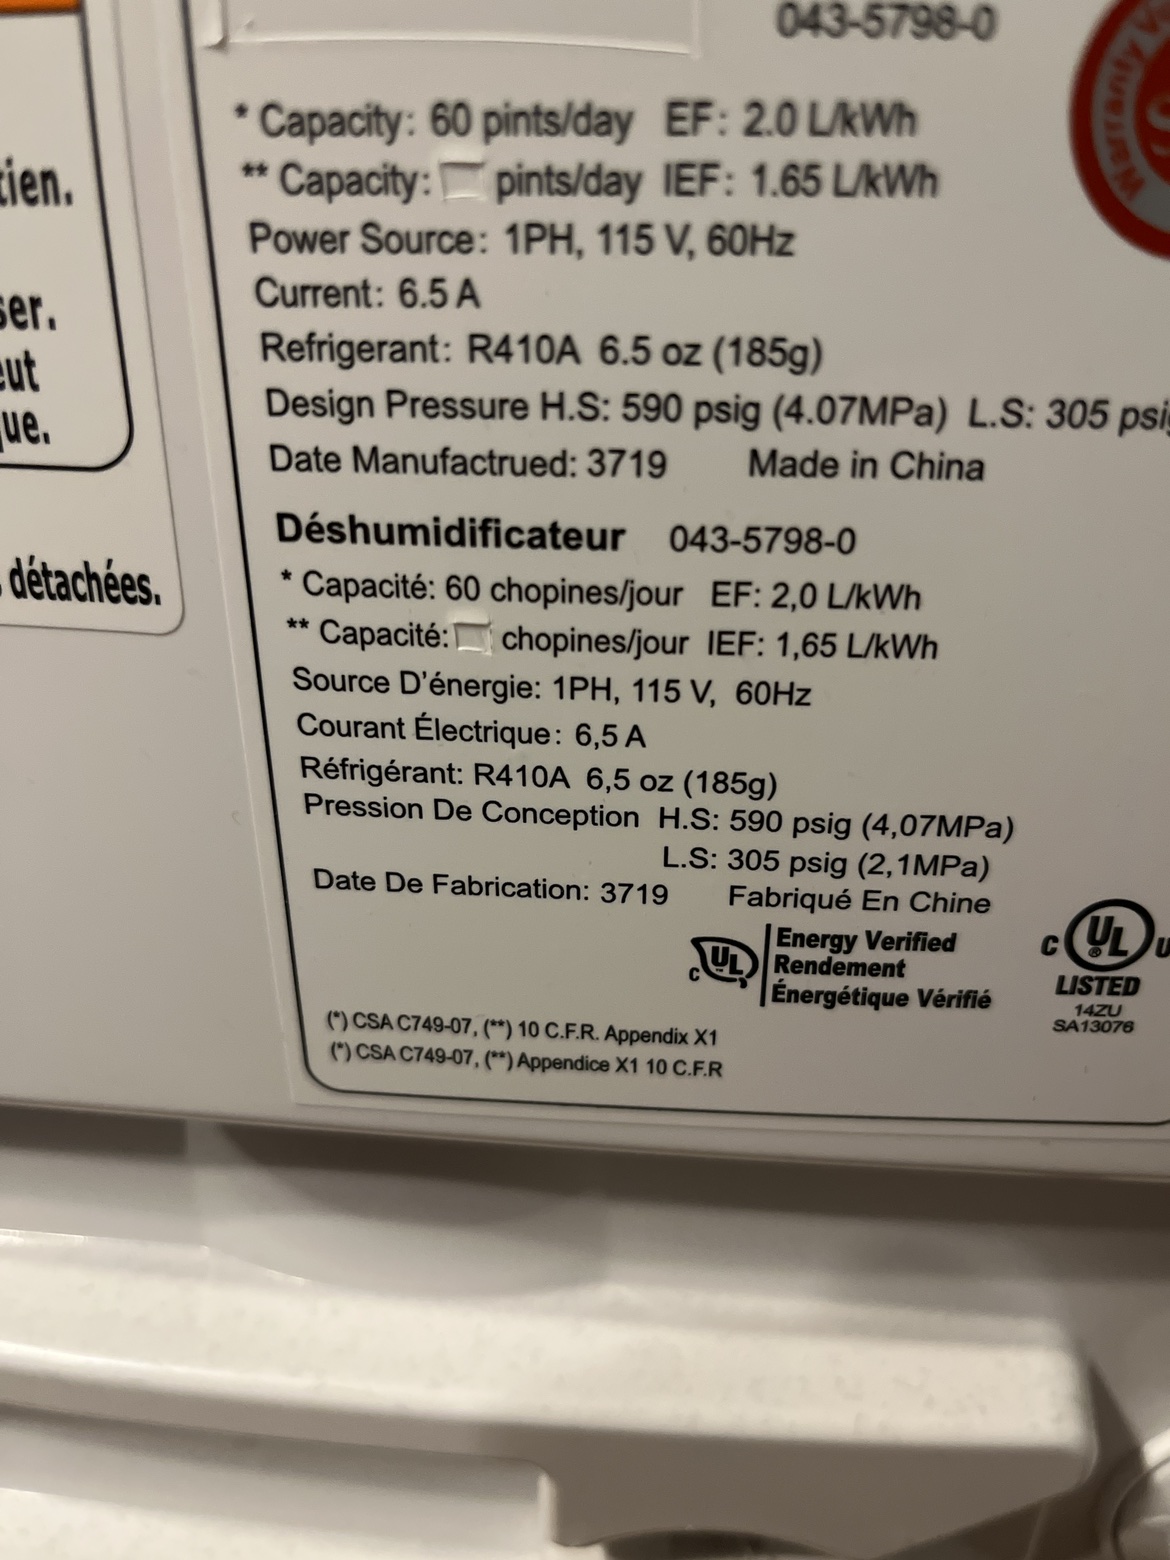 043-5798-0
* Capacity: 60 pints/day EF: 2.0 L/kWh
** Capacity: pints/day IEF: 1.65 L/kWh
Power Source: 1PH, 115 V, 60Hz
Current: 6.5 A
Refrigerant: R410A 6.5 oz (185g)
Design Pressure H.S: 590 psig (4.07MPa) L.S: 305
Date Manufactrued: 3719 Made in China
Déshumidificateur 043-5798-0
* Capacité: 60 chopines/jour EF: 2,0 L/kWh
** Capacité: chopines/jour IEF: 1,65 L/kWh
Source D'énergie: 1PH, 115 V, 60Hz
Courant Électrique: 6,5 A
Réfrigérant: R410A 6,5 oz (185g)
Pression De Conception H.S: 590 psig (4,07MPa)
L.S: 305 psig (2,1MPa)
Date De Fabrication: 3719 Fabriqué En Chine
C UL Energy Verified
Rendement
Énergétique Vérifié
C UL ®
LISTED
14ZU
SA13076
(*) CSA C749-07, (**) 10 C.F.R. Appendix X1
(*) CSA C749-07, (**) Appendice X1 10 C.F.R
détachées.
Warranty